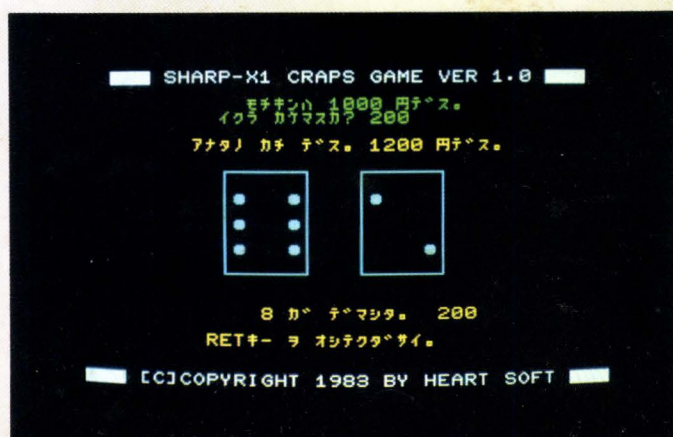 SHARP-X1 CRAPS GAME VER 1.0
モチキンハ 1000 円デス。
イクラ カケマスカ? 200
アナタノ カチ デス。 1200 円デス。
8 ガ デマシタ。 200
RETキー ヲ オシテクダサイ。
[C]COPYRIGHT 1983 BY HEART SOFT